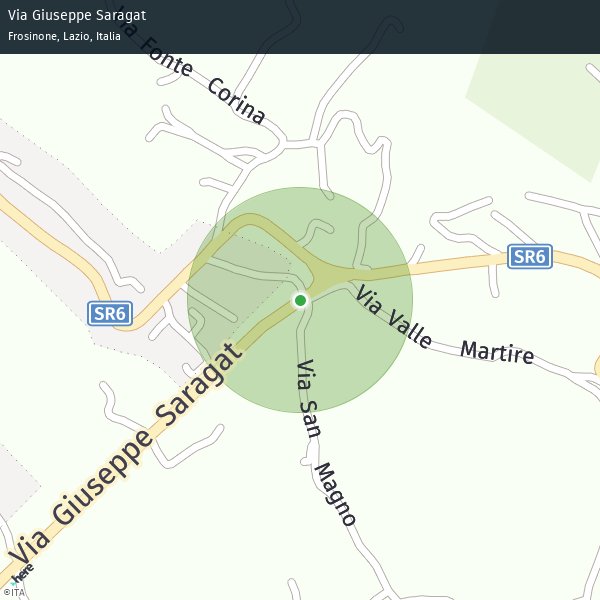 Via Giuseppe Saragat
Frosinone, Lazio, Italia
Via Fonte Corina
SR6
SR6
Via Valle Martire
Via San Magno
Via Giuseppe Saragat
here
©ITA